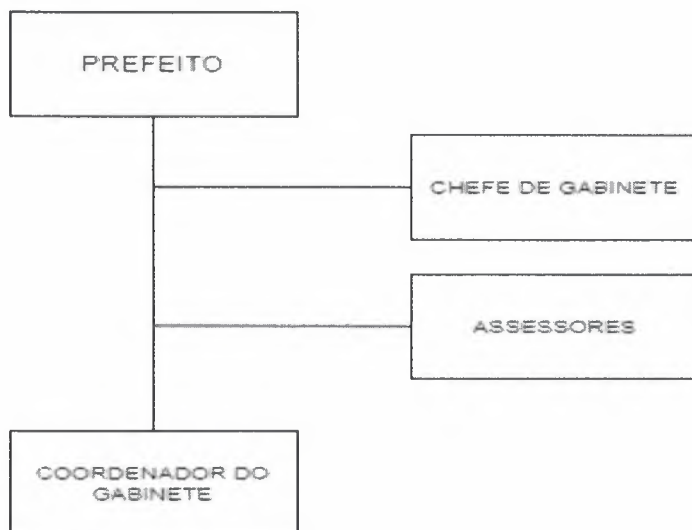 PREFEITO
CHEFE DE GABINETE
ASSESSORES
COORDENADOR DO
GABINETE